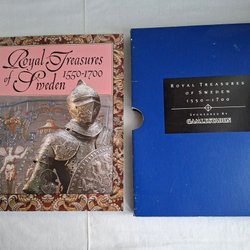 Royal Treasures
of Sweden
1550-1700
ROYAL TREASURES
OF SWEDEN
1550-1700
SPONSORED BY